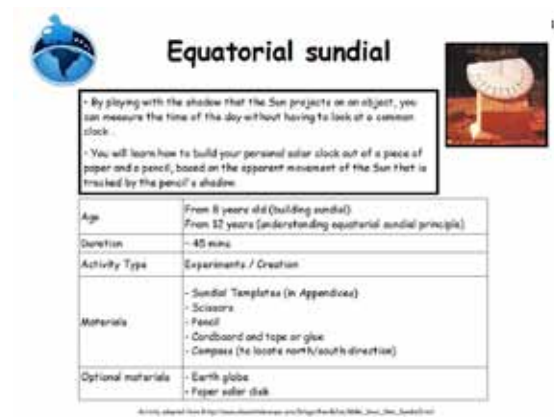 Equatorial sundial
- By playing with the shadow that the Sun projects on an object, you
can measure the time of the day without having to look at a common
clock.
- You will learn how to build your personal solar clock out of a piece of
paper and a pencil, based on the apparent movement of the Sun that is
tracked by the pencil's shadow
Age
From 8 years old (building sundial)
From 12 years (understanding equatorial sundial principle)
Duration
~ 45 mins
Activity Type
Experiments / Creation
Materials
- Sundial Templates (in Appendices)
- Scissors
- Pencil
- Cardboard and tape or glue
- Compass (to locate north/south direction)
Optional materials
- Earth globe
- Paper solar disk
Activity adapted from